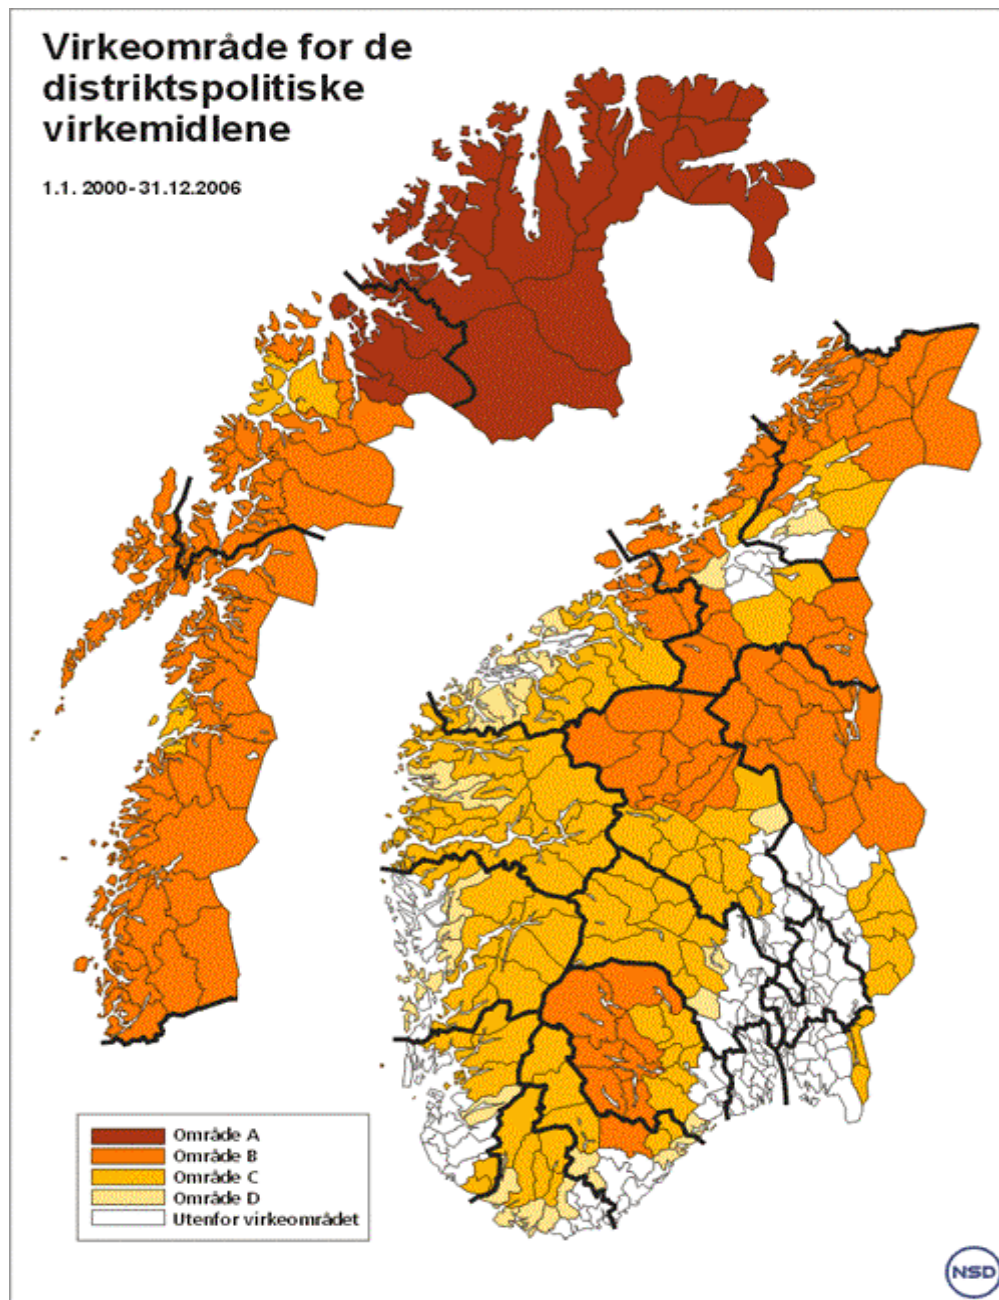 Virkeområde for de
distriktspolitiske
virkemidlene
1.1. 2000-31.12.2006
Område A
Område B
Område C
Område D
Utenfor virkeområdet
NSD